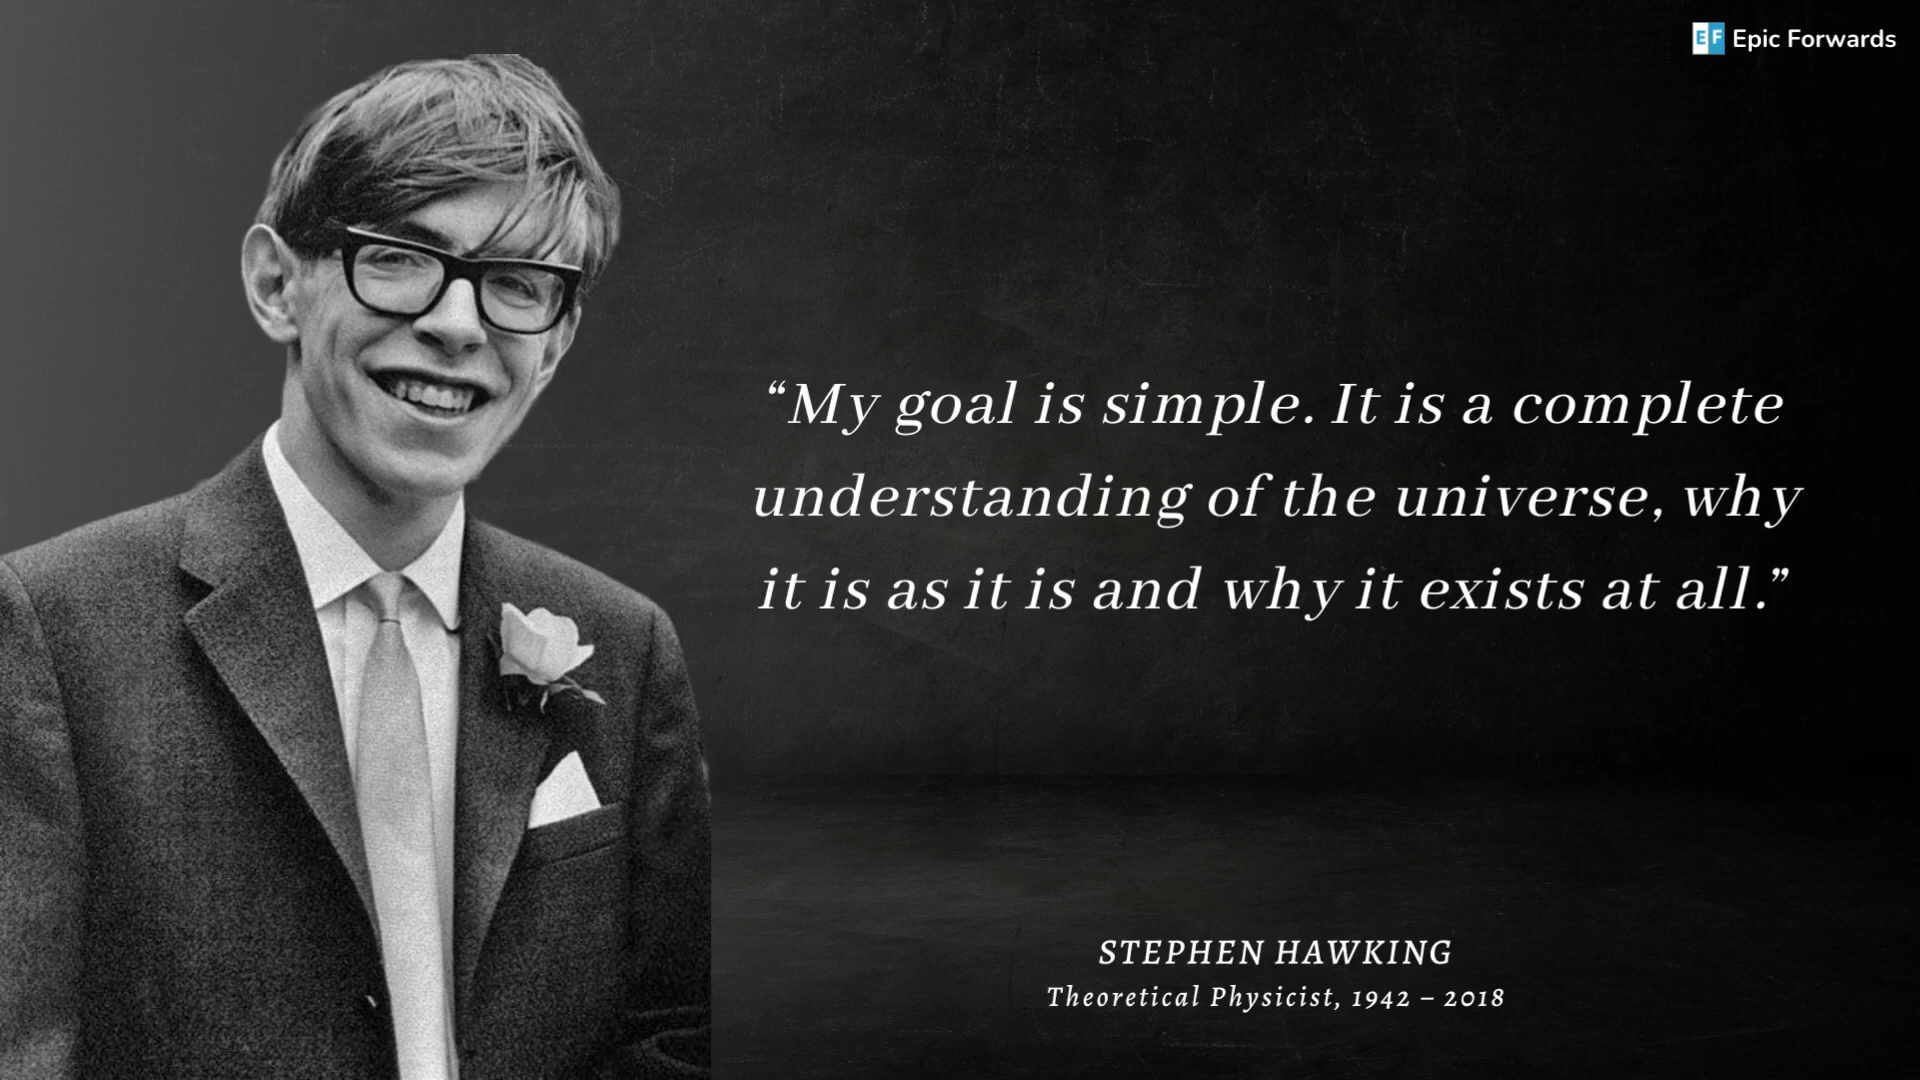 EF Epic Forwards
“My goal is simple. It is a complete
understanding of the universe, why
it is as it is and why it exists at all.”
STEPHEN HAWKING
Theoretical Physicist, 1942 – 2018